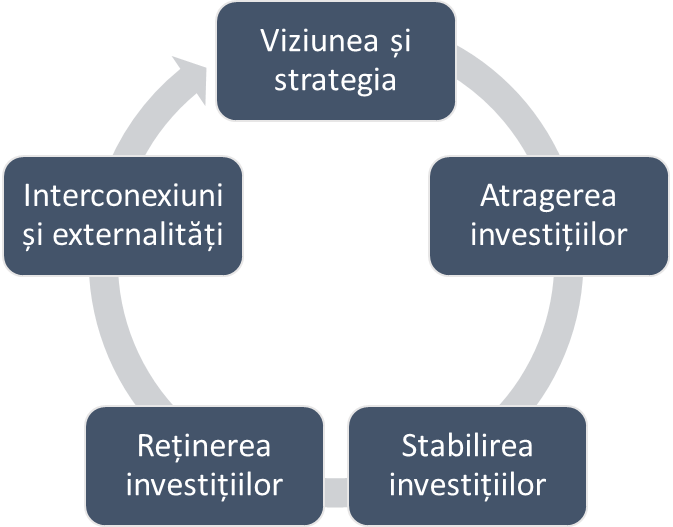 Viziunea și
strategia
Atragerea
investițiilor
Stabilirea
investițiilor
Reținerea
investițiilor
Interconexiuni
și externalități